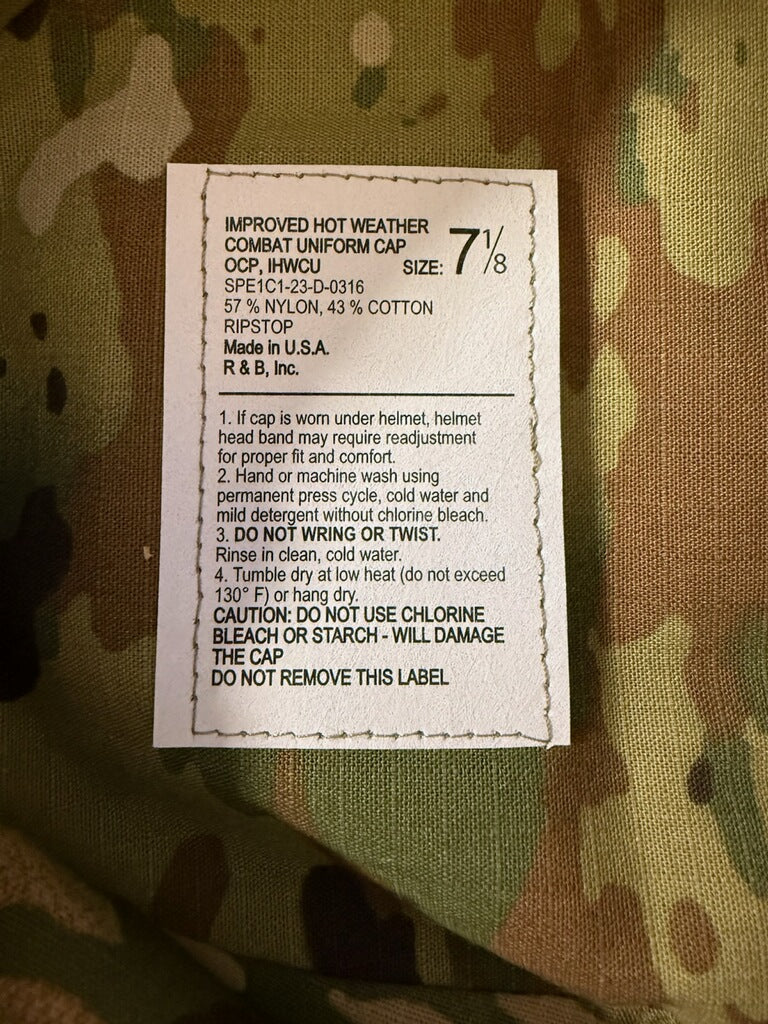 IMPROVED HOT WEATHER
COMBAT UNIFORM CAP
OCP, IHWCU SIZE: 7 1/8
SPE1C1-23-D-0316
57 % NYLON, 43 % COTTON
RIPSTOP
Made in U.S.A.
R & B, Inc.
1. If cap is worn under helmet, helmet
head band may require readjustment
for proper fit and comfort.
2. Hand or machine wash using
permanent press cycle, cold water and
mild detergent without chlorine bleach.
3. DO NOT WRING OR TWIST.
Rinse in clean, cold water.
4. Tumble dry at low heat (do not exceed
130° F) or hang dry.
CAUTION: DO NOT USE CHLORINE
BLEACH OR STARCH - WILL DAMAGE
THE CAP
DO NOT REMOVE THIS LABEL